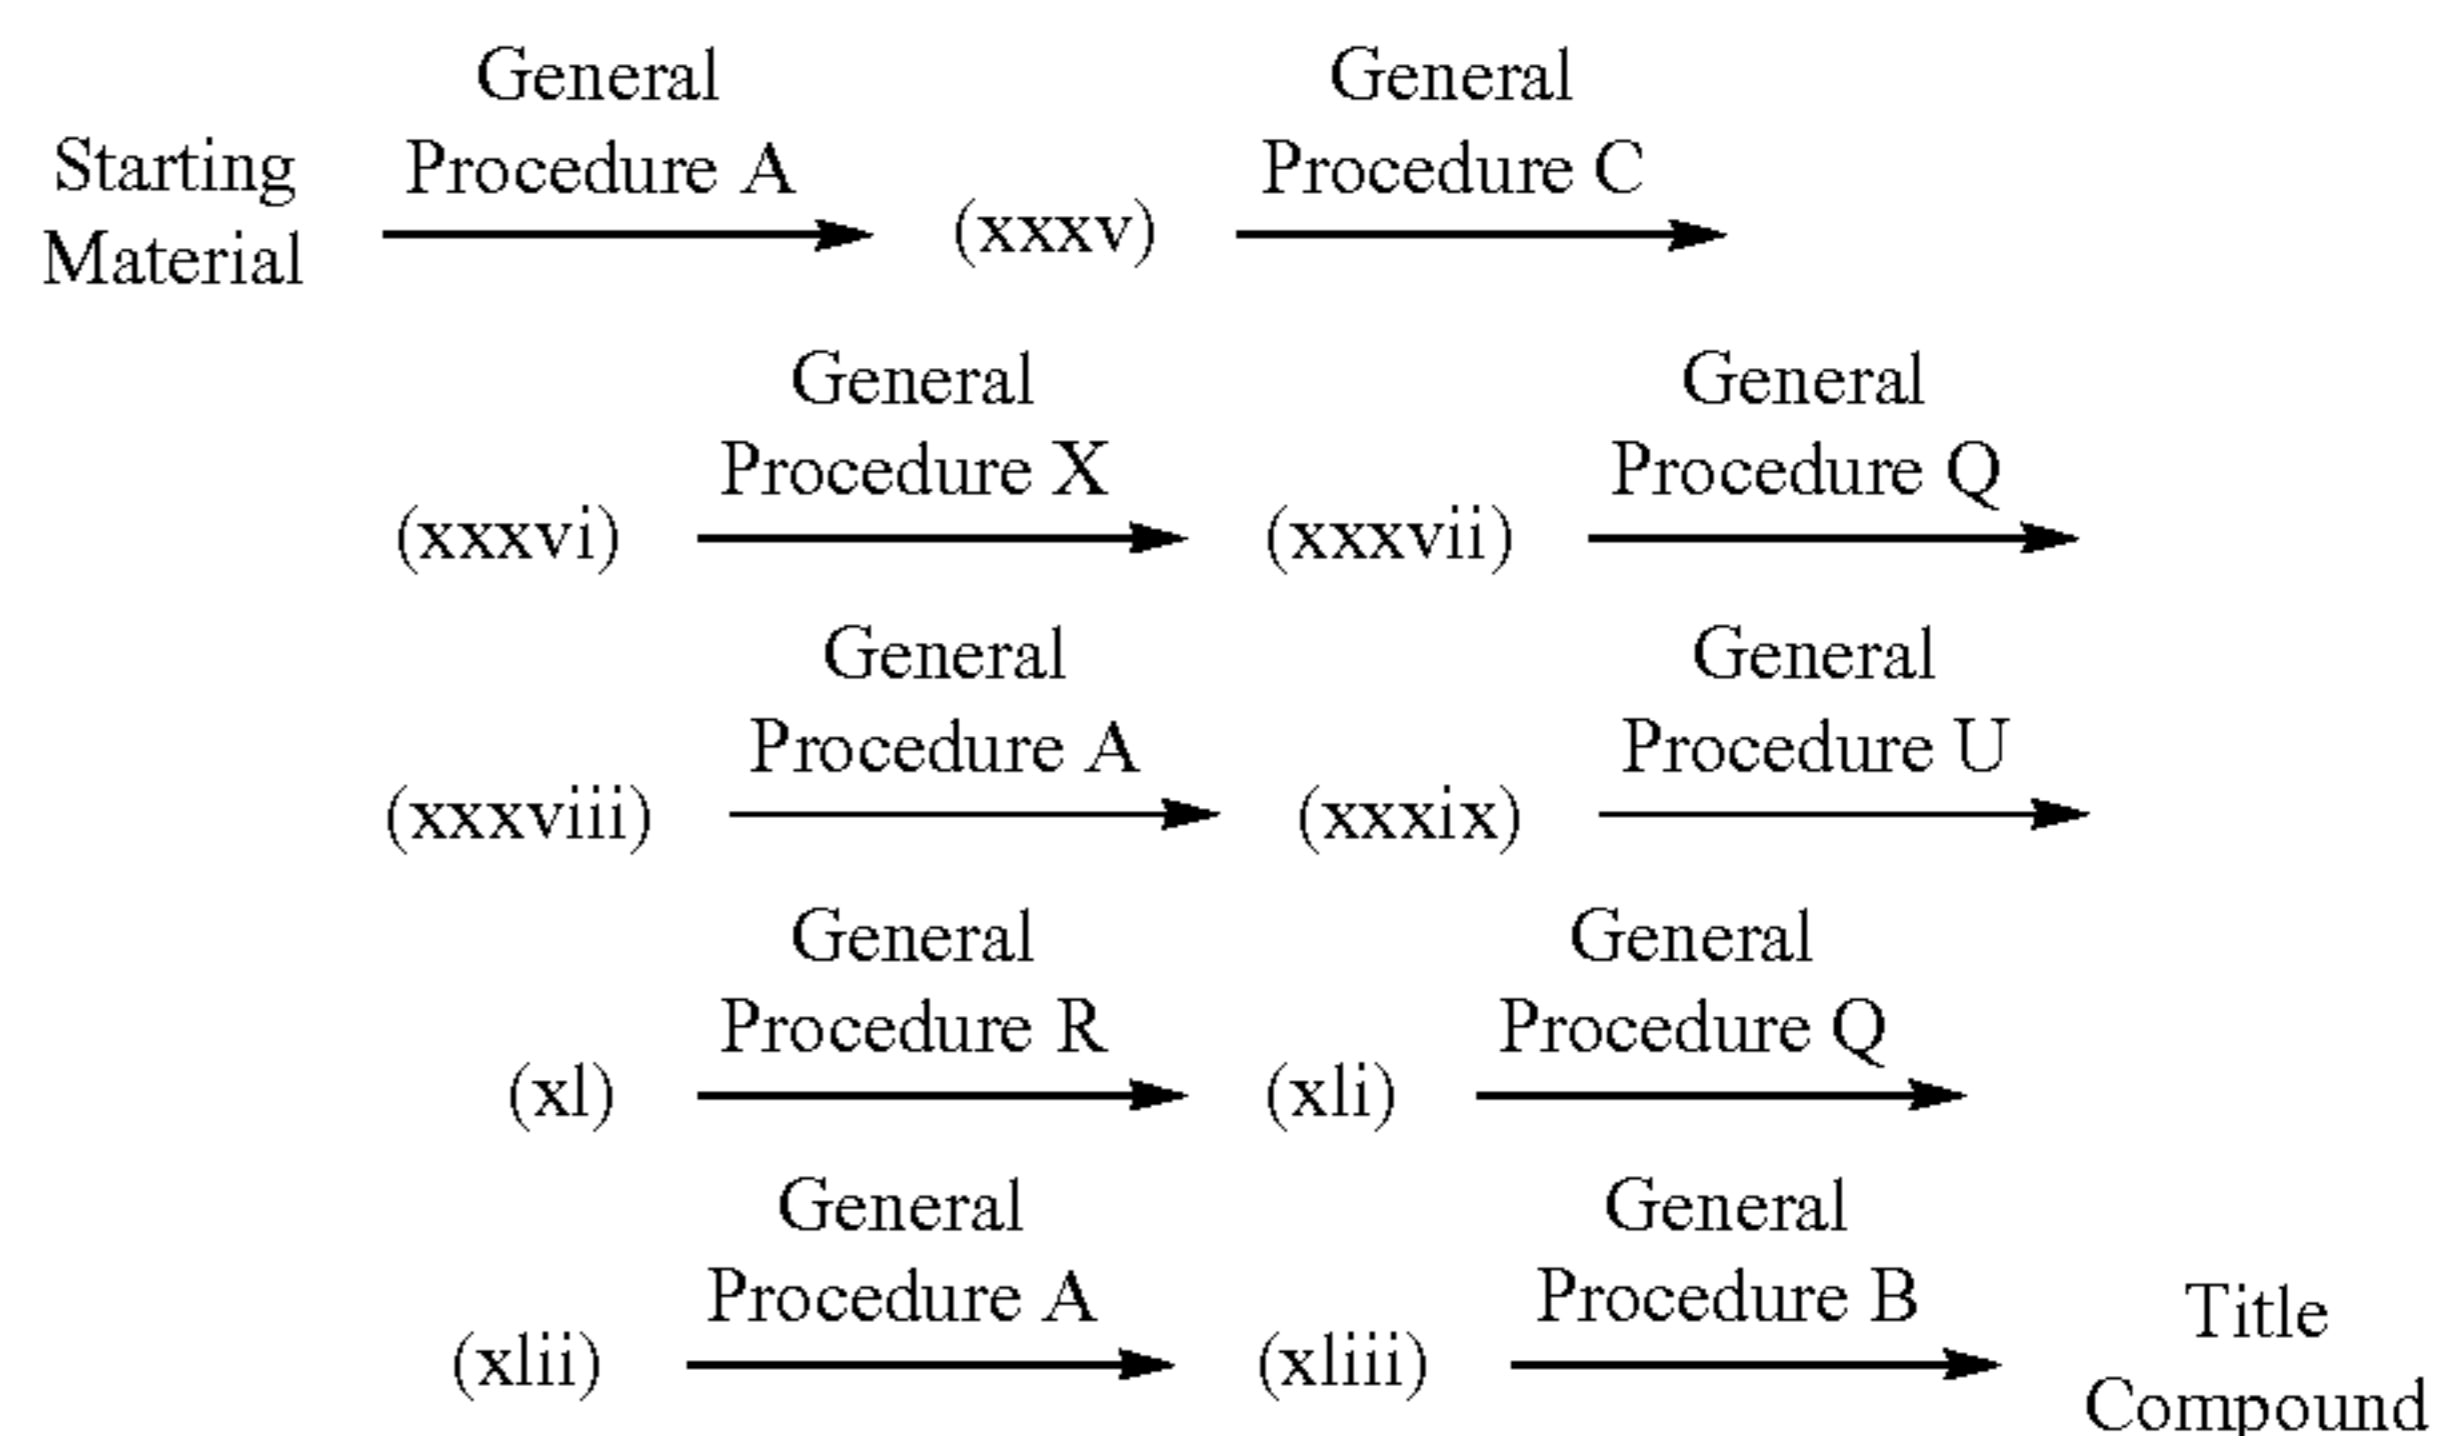 Starting
Material
General
Procedure A
(xxxv)
General
Procedure C
(xxxvi)
General
Procedure X
(xxxvii)
General
Procedure Q
(xxxviii)
General
Procedure A
(xxxix)
General
Procedure U
(xl)
General
Procedure R
(xli)
General
Procedure Q
(xlii)
General
Procedure A
(xliii)
General
Procedure B
Title
Compound